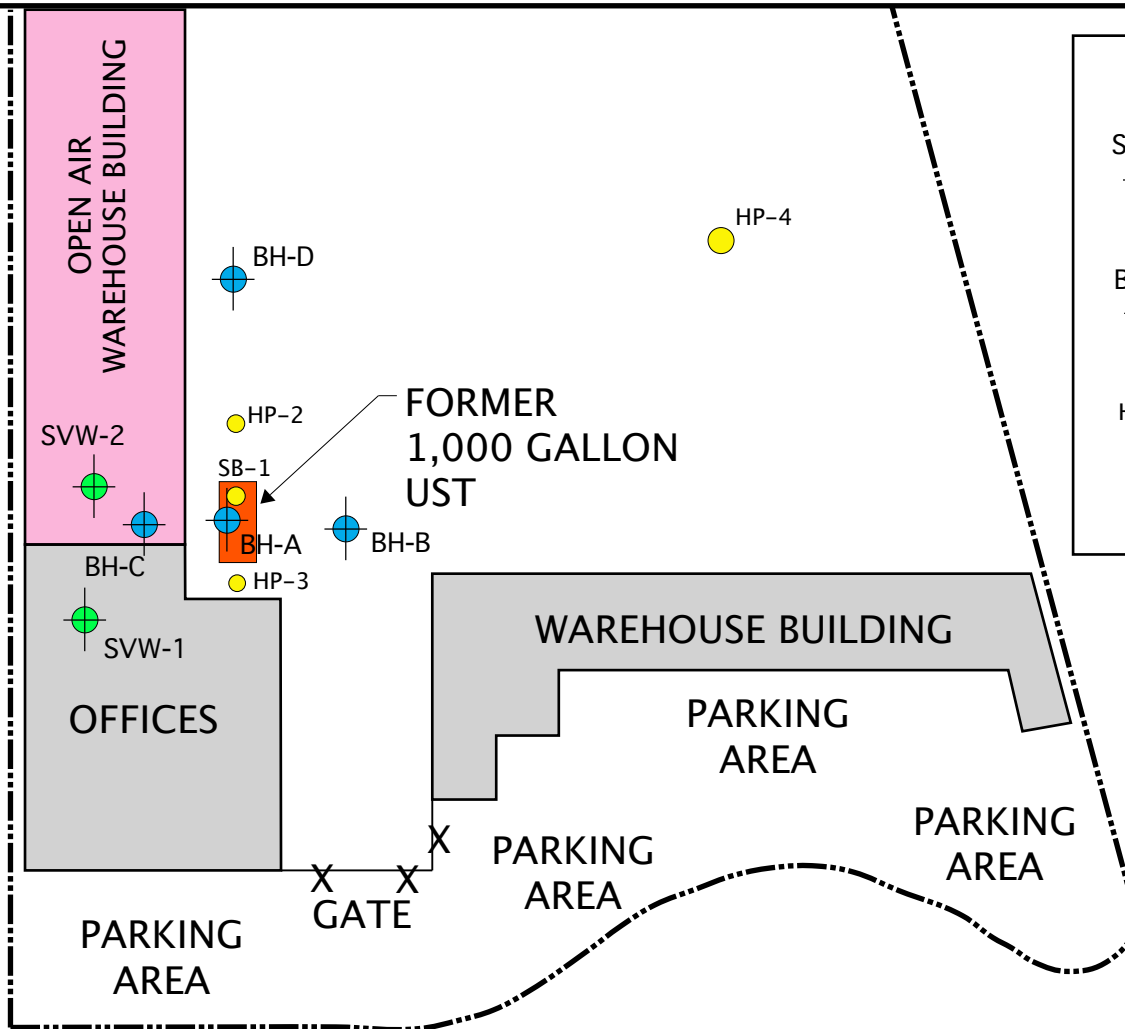 OPEN AIR
WAREHOUSE BUILDING
HP-4
BH-D
FORMER
1,000 GALLON
UST
HP-2
SVW-2
SB-1
BH-A
BH-B
BH-C
HP-3
SVW-1
WAREHOUSE BUILDING
OFFICES
PARKING
AREA
PARKING
AREA
PARKING
AREA
X
X
X
GATE
PARKING
AREA